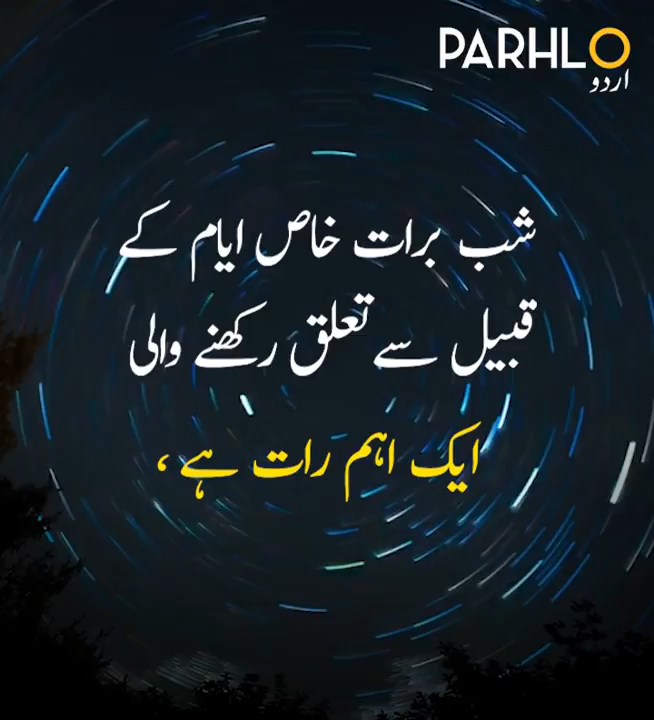 PARHLO
اردو
شب برات خاص ایام کے
قبیل سے تعلق رکھنے والی
ایک اہم رات ہے ،